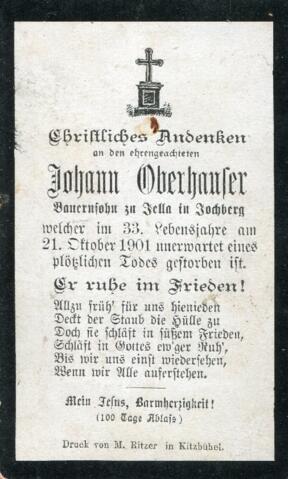 Christliches Andenken
an den ehrengeachteten
Johann Oberhauser
Bauernsohn zu Jella in Jochberg
welcher im 33. Lebensjahre am
21. Oktober 1901 unerwartet eines
plötzlichen Todes gestorben ist.
Er ruhe im Frieden!
Allzu früh' für uns hienieden
Deckt der Staub die Hülle zu
Doch sie schläft in süßem Frieden,
Schläft in Gottes ew'ger Ruh',
Bis wir uns einst wiedersehen,
Wenn wir Alle auferstehen.
Mein Jesus, Barmherzigkeit!
(100 Tage Ablass)
Druck von M. Ritzer in Kitzbühel.